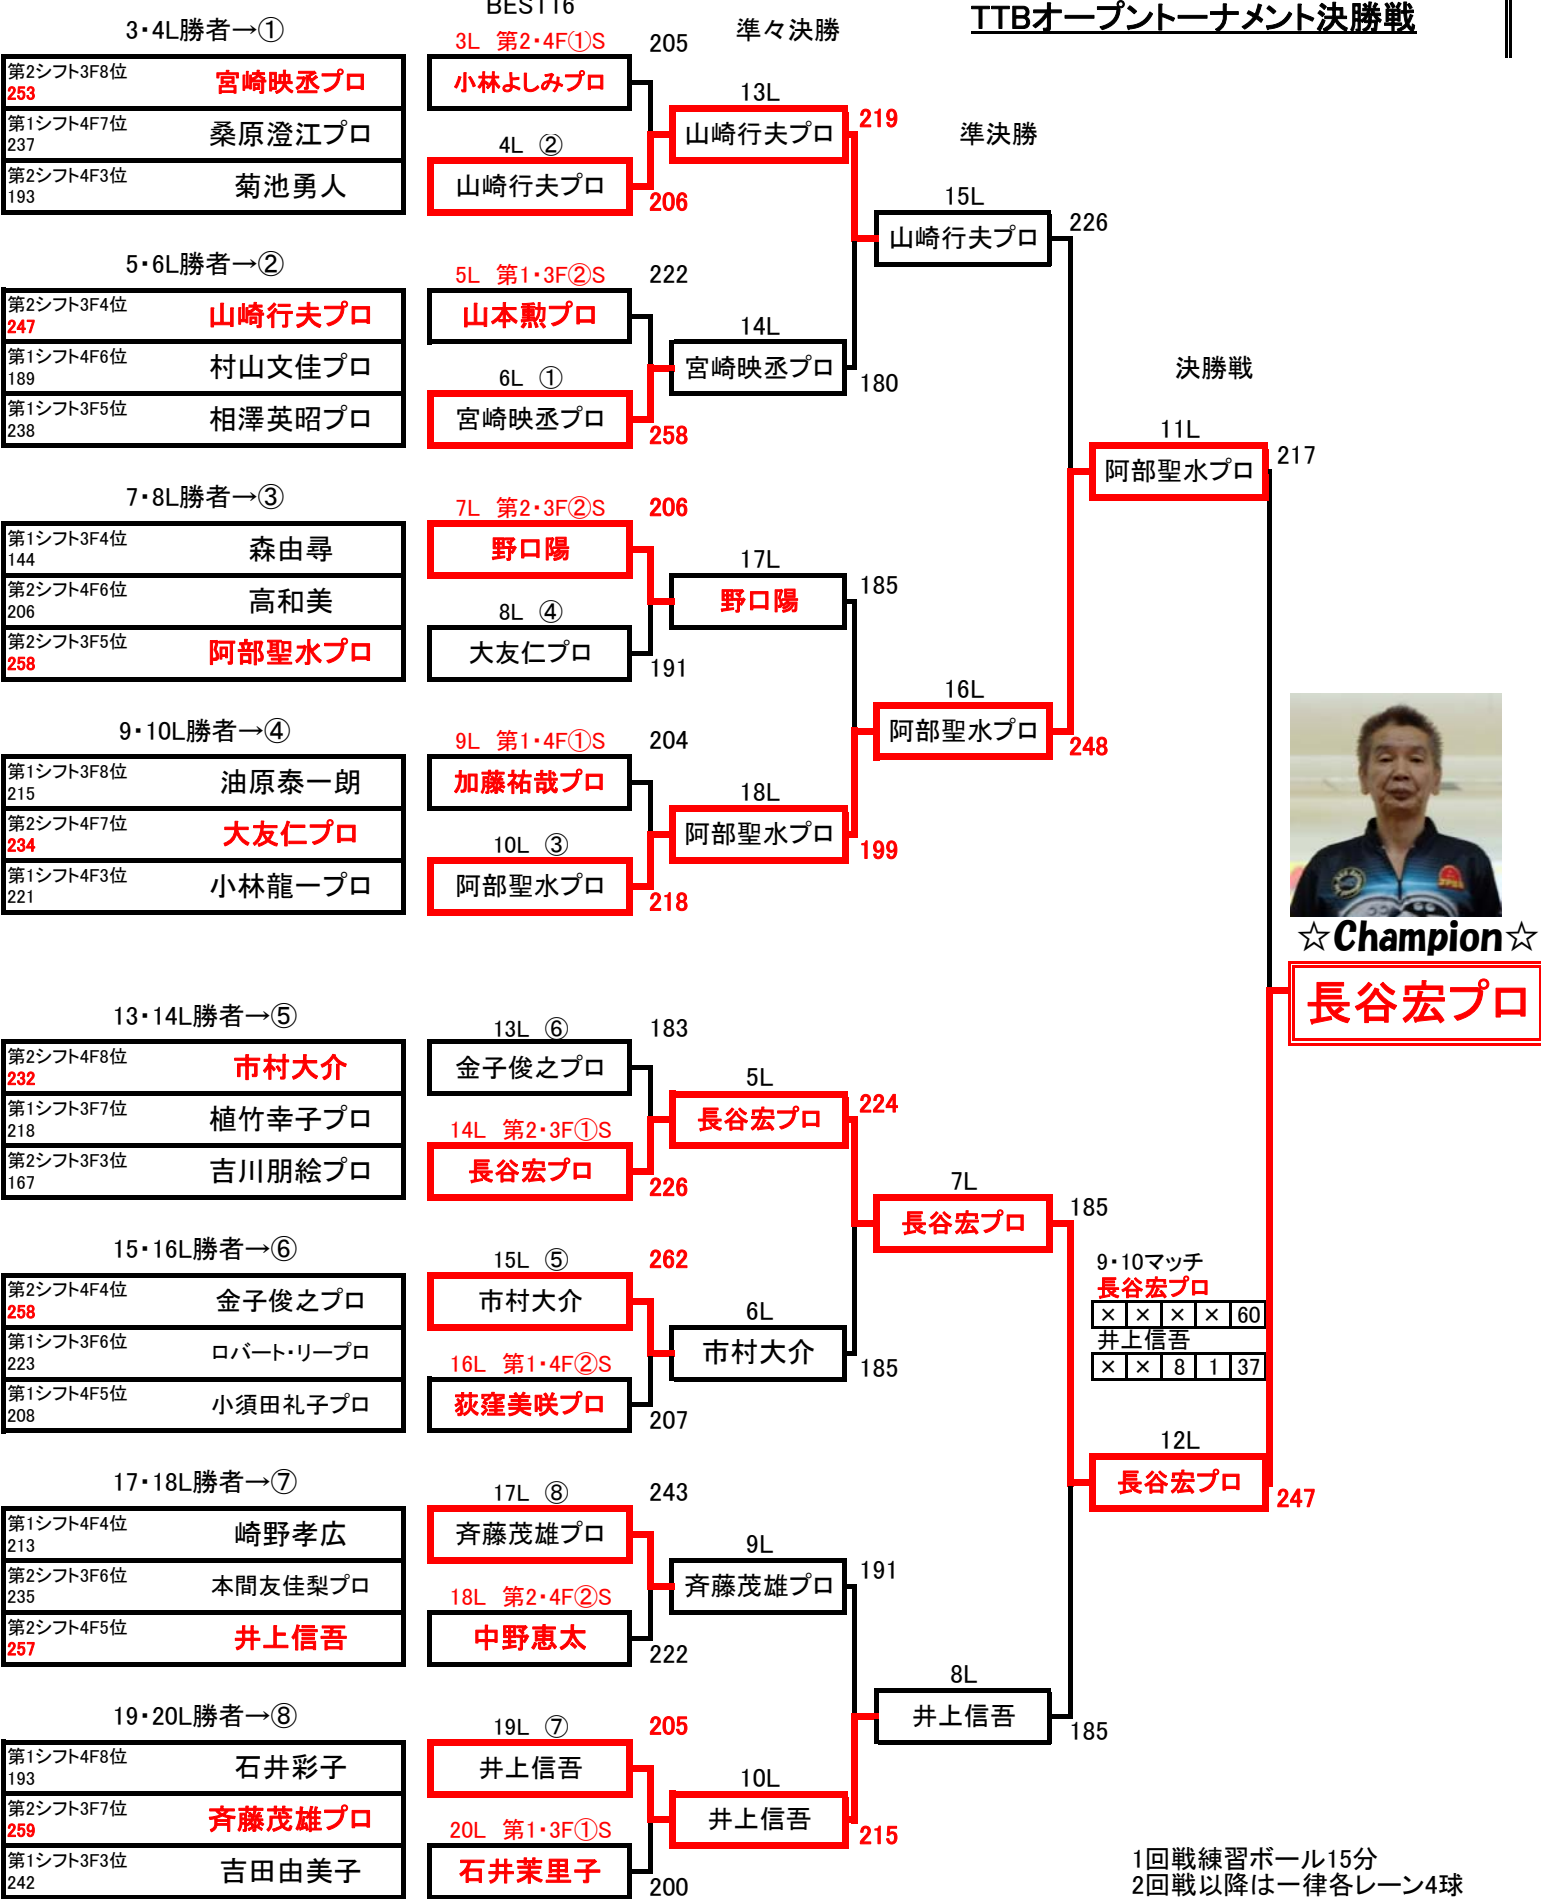 TTBオープントーナメント決勝戦
BEST16
準々決勝
準決勝
決勝戦
3・4L勝者→①
第2シフト3F8位
253
宮崎映丞プロ
第1シフト4F7位
237
桑原澄江プロ
第2シフト4F3位
193
菊池勇人
5・6L勝者→②
第2シフト3F4位
247
山崎行夫プロ
第1シフト4F6位
189
村山文佳プロ
第1シフト3F5位
238
相澤英昭プロ
7・8L勝者→③
第1シフト3F4位
144
森由尋
第2シフト4F6位
206
高和美
第2シフト3F5位
258
阿部聖水プロ
9・10L勝者→④
第1シフト3F8位
215
油原泰一朗
第2シフト4F7位
234
大友仁プロ
第1シフト4F3位
221
小林龍一プロ
13・14L勝者→⑤
第2シフト4F8位
232
市村大介
第1シフト3F7位
218
植竹幸子プロ
第2シフト3F3位
167
吉川朋絵プロ
15・16L勝者→⑥
第2シフト4F4位
258
金子俊之プロ
第1シフト3F6位
223
ロバート・リープロ
第1シフト4F5位
208
小須田礼子プロ
17・18L勝者→⑦
第1シフト4F4位
213
崎野孝広
第2シフト3F6位
235
本間友佳梨プロ
第2シフト4F5位
257
井上信吾
19・20L勝者→⑧
第1シフト4F8位
193
石井彩子
第2シフト3F7位
259
斉藤茂雄プロ
第1シフト3F3位
242
吉田由美子
3L 第2・4F①S
205
小林よしみプロ
4L ②
山崎行夫プロ
206
5L 第1・3F②S
222
山本勲プロ
6L ①
宮崎映丞プロ
258
7L 第2・3F②S
206
野口陽
8L ④
大友仁プロ
191
9L 第1・4F①S
204
加藤祐哉プロ
10L ③
阿部聖水プロ
218
13L ⑥
183
金子俊之プロ
14L 第2・3F①S
長谷宏プロ
226
15L ⑤
262
市村大介
16L 第1・4F②S
荻窪美咲プロ
207
17L ⑧
243
斉藤茂雄プロ
18L 第2・4F②S
中野恵太
222
19L ⑦
205
井上信吾
20L 第1・3F①S
石井茉里子
200
13L
219
山崎行夫プロ
14L
宮崎映丞プロ
180
17L
185
野口陽
18L
阿部聖水プロ
199
5L
224
長谷宏プロ
6L
市村大介
185
9L
191
斉藤茂雄プロ
10L
井上信吾
215
15L
226
山崎行夫プロ
16L
阿部聖水プロ
248
7L
185
長谷宏プロ
8L
井上信吾
185
9・10マッチ
長谷宏プロ
× × × × 60
井上信吾
× × 8 1 37
11L
217
阿部聖水プロ
12L
長谷宏プロ
247
☆Champion☆
長谷宏プロ
1回戦練習ボール15分
2回戦以降は一律各レーン4球